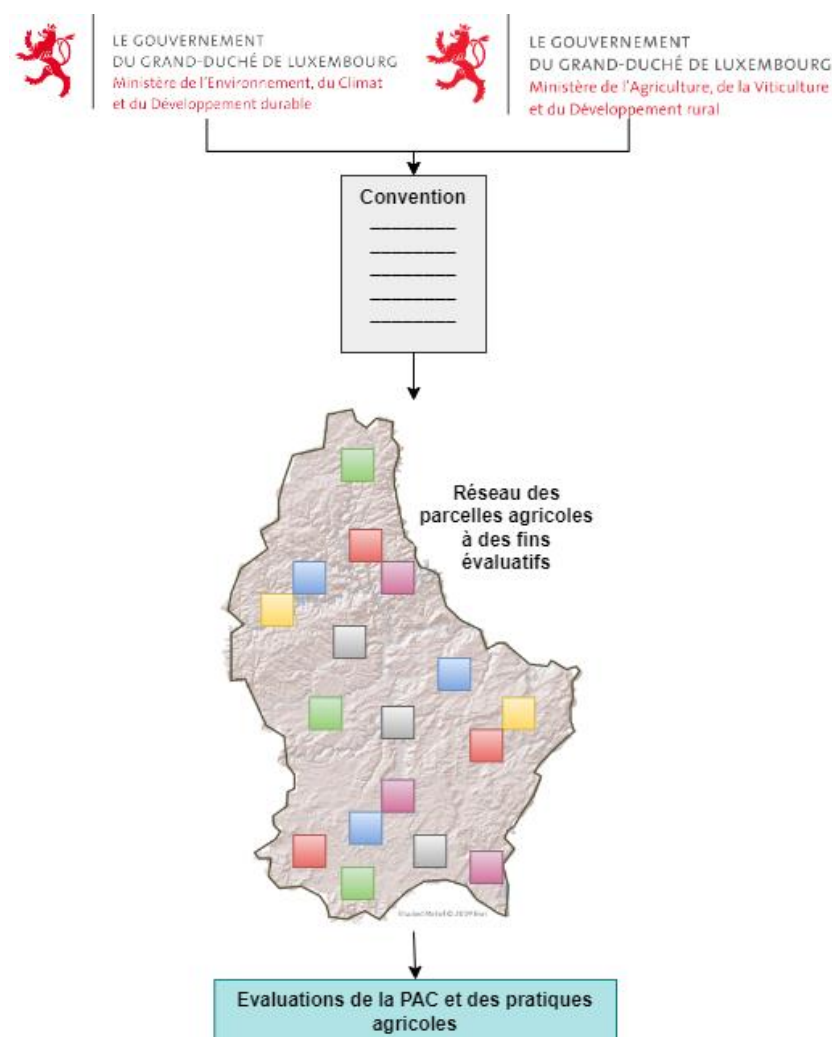 LE GOUVERNEMENT
DU GRAND-DUCHÉ DE LUXEMBOURG
Ministère de l'Environnement, du Climat
et du Développement durable
LE GOUVERNEMENT
DU GRAND-DUCHÉ DE LUXEMBOURG
Ministère de l'Agriculture, de la Viticulture
et du Développement rural
Convention
Réseau des
parcelles agricoles
à des fins
évaluatifs
Evaluations de la PAC et des pratiques
agricoles